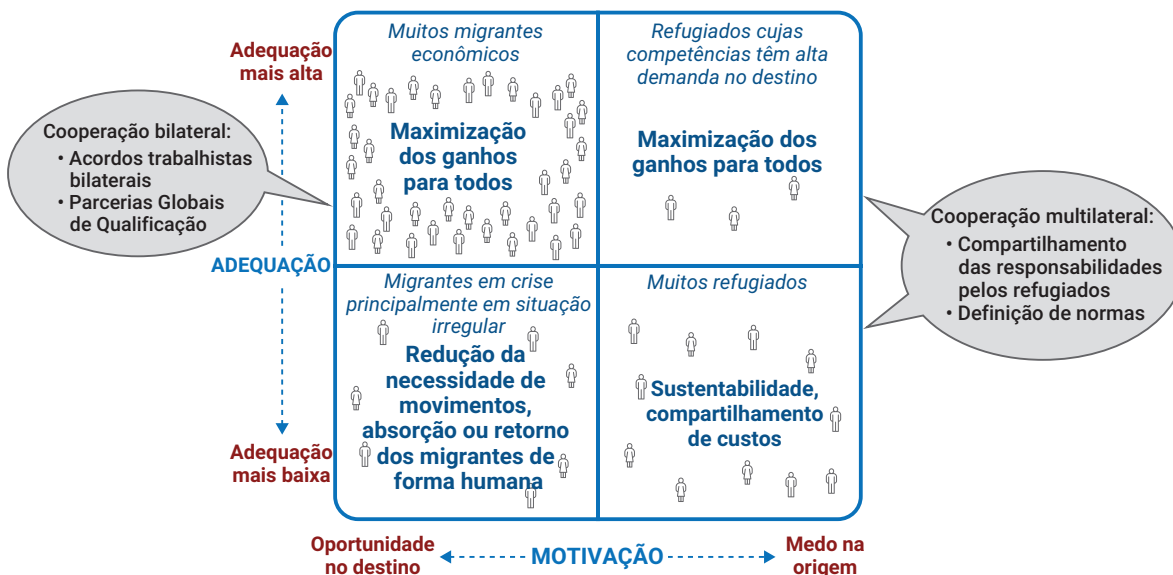 Muitos migrantes
econômicos
Refugiados cujas
competências têm alta
demanda no destino
Adequação
mais alta
Cooperação bilateral:
• Acordos trabalhistas
bilaterais
• Parcerias Globais
de Qualificação
Maximização
dos ganhos
para todos
Maximização dos
ganhos para todos
Cooperação multilateral:
• Compartilhamento
das responsabilidades
pelos refugiados
• Definição de normas
ADEQUAÇÃO
Migrantes em crise
principalmente em situação
irregular
Muitos refugiados
Redução da
necessidade de
movimentos,
absorção ou retorno
dos migrantes de
forma humana
Sustentabilidade,
compartilhamento
de custos
Adequação
mais baixa
Oportunidade
no destino
MOTIVAÇÃO
Medo na
origem